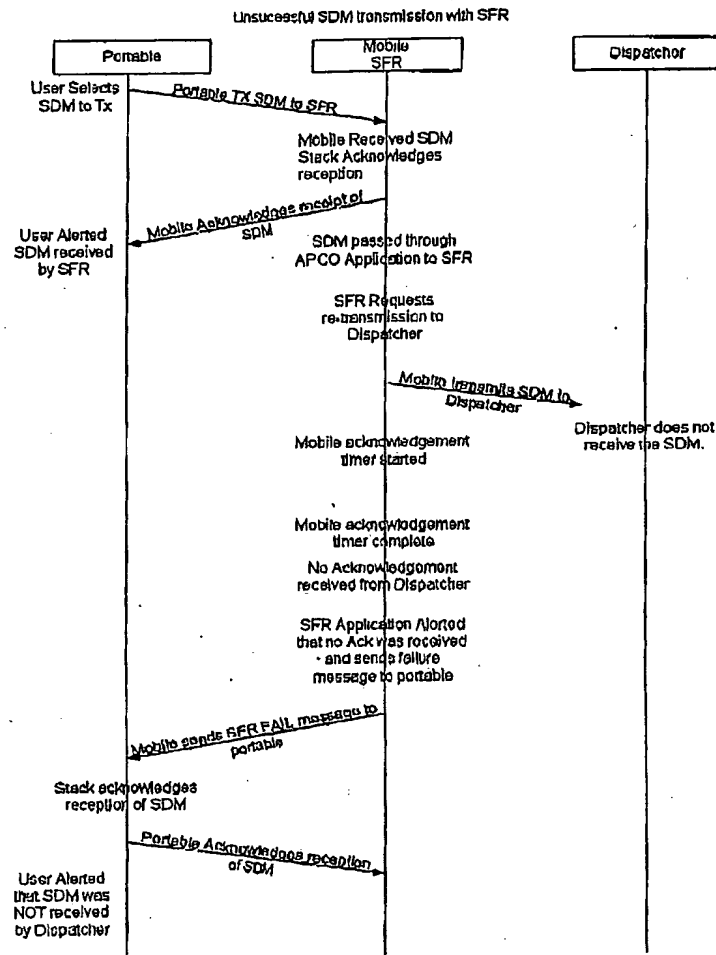 Unsucessful SDM transmission with SFR
Portable
Mobile
SFR
Dispatchor
User Selects
SDM to Tx
Portable TX SDM to SFR
Mobile Received SDM
Stack Acknowledges
reception
Mobile Acknowledges receipt of
SDM
User Alerted
SDM received
by SFR
SDM passed through
APCO Application to SFR
SFR Requests
re-transmission to
Dispatcher
Mobile transmits SDM to
Dispatcher
Dispatcher does not
receive the SDM.
Mobile acknowledgement
timer started
Mobile acknowledgement
timer complete
No Acknowledgement
received from Dispatcher
SFR Application Alerted
that no Ack was received
and sends failure
message to portable
Mobile sends SFR FAIL message to
portable
Stack acknowledges
reception of SDM
Portable Acknowledges reception
of SDM
User Alerted
that SDM was
NOT received
by Dispatcher